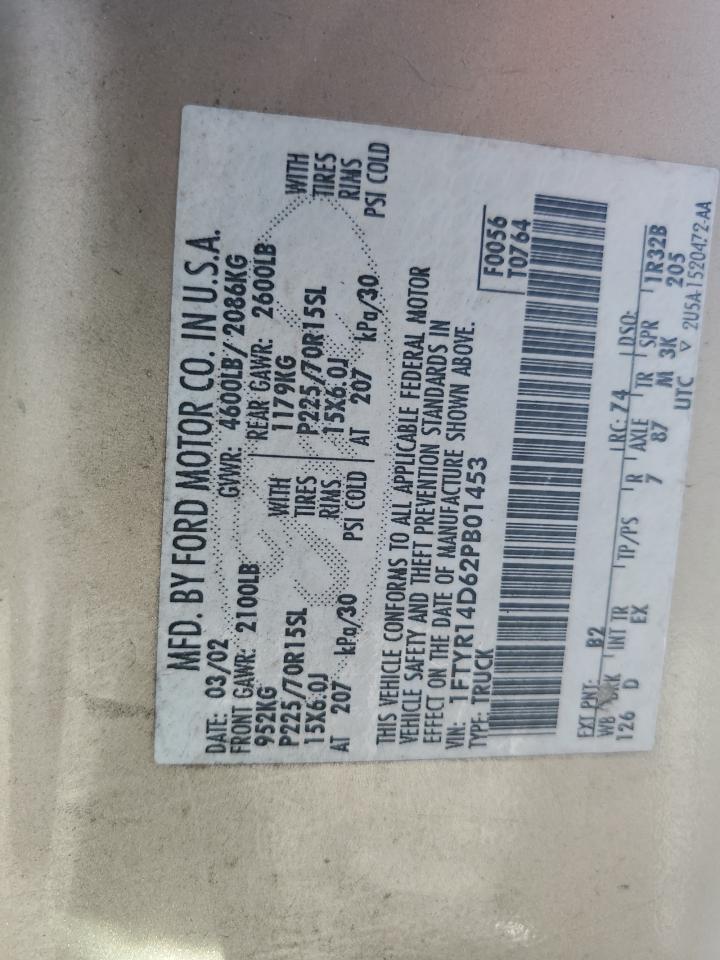 MFD. BY FORD MOTOR CO. IN U.S.A.
DATE: 03/02 GVWR: 4600LB/ 2086KG
FRONT GAWR: 2100LB REAR GAWR: 2600LB
952KG WITH 1179KG WITH
P225/70R15SL TIRES P225/70R15SL TIRES
15X6.0J RIMS 15X6.0J RIMS
AT 207 kPa/30 PSI COLD AT 207 kPa/30 PSI COLD
THIS VEHICLE CONFORMS TO ALL APPLICABLE FEDERAL MOTOR
VEHICLE SAFETY AND THEFT PREVENTION STANDARDS IN
EFFECT ON THE DATE OF MANUFACTURE SHOWN ABOVE.
VIN: 1FTYR14D62PB01453
TYPE: TRUCK
F0056
T0764
EXT PNT: B2 RC: 74 DSO:
WB INT TR TP/PS R AXLE TR SPR 1R32B
126 D EX 7 87 M 3K 205
UTC ▽ 2USA 1520472-AA